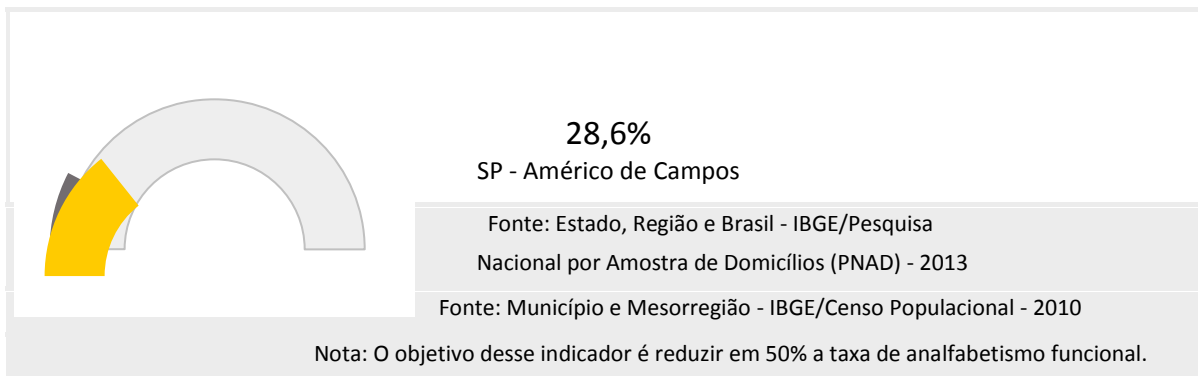 28,6%
SP - Américo de Campos
Fonte: Estado, Região e Brasil - IBGE/Pesquisa
Nacional por Amostra de Domicílios (PNAD) - 2013
Fonte: Município e Mesorregião - IBGE/Censo Populacional - 2010
Nota: O objetivo desse indicador é reduzir em 50% a taxa de analfabetismo funcional.